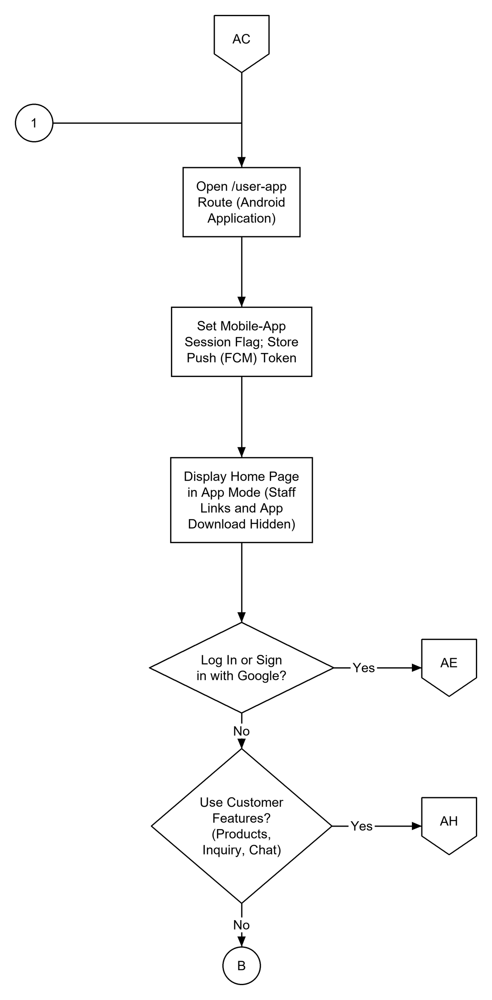 AC
1
Open /user-app
Route (Android
Application)
Set Mobile-App
Session Flag; Store
Push (FCM) Token
Display Home Page
in App Mode (Staff
Links and App
Download Hidden)
Log In or Sign
in with Google?
Yes
AE
No
Use Customer
Features?
(Products,
Inquiry, Chat)
Yes
AH
No
B